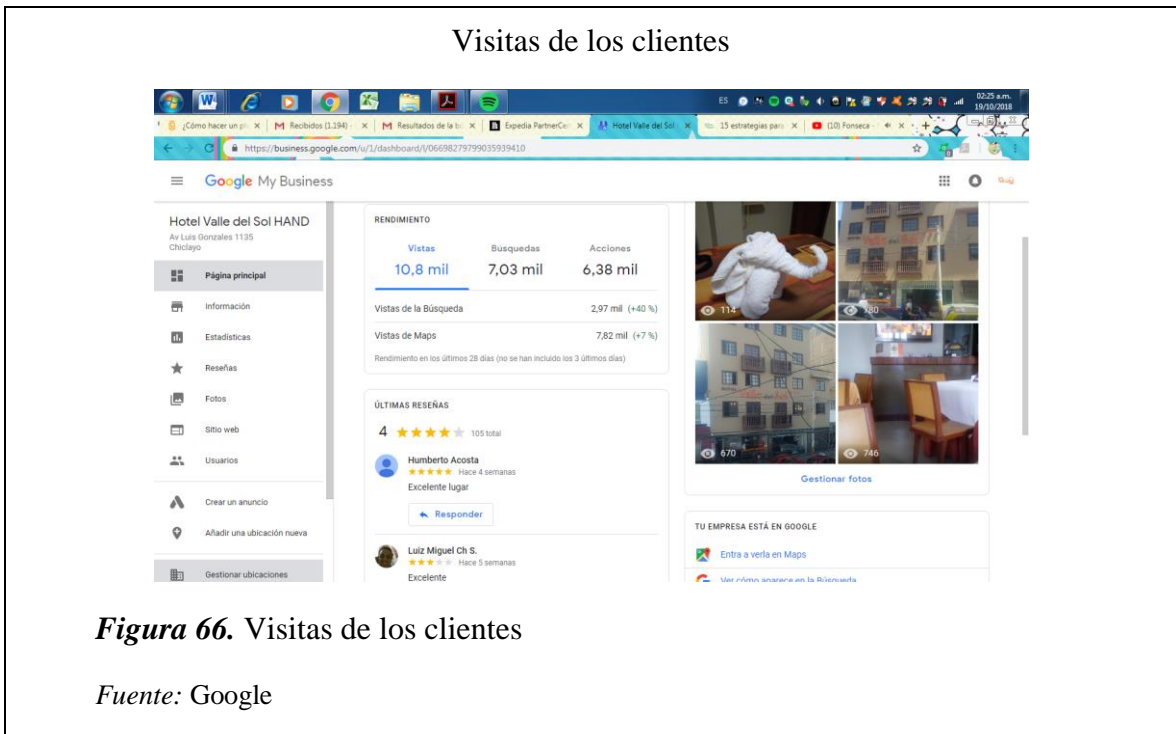 Visitas de los clientes
ES 02:25 a.m.
19/10/2018
¿Cómo hacer un pl Recibidos (1.194) - Resultados de la bú Expedia PartnerCen Hotel Valle del Sol 15 estrategias para (10) Fonseca -
https://business.google.com/u/1/dashboard/l/06698279799035939410
Google My Business
Hotel Valle del Sol HAND
Av Luis Gonzales 1135
Chiclayo
Página principal
Información
Estadísticas
Reseñas
Fotos
Sitio web
Usuarios
Crear un anuncio
Añadir una ubicación nueva
Gestionar ubicaciones
RENDIMIENTO
Vistas Búsquedas Acciones
10,8 mil 7,03 mil 6,38 mil
Vistas de la Búsqueda 2,97 mil (+40 %)
Vistas de Maps 7,82 mil (+7 %)
Rendimiento en los últimos 28 días (no se han incluido los 3 últimos días)
ÚLTIMAS RESEÑAS
4 105 total
Humberto Acosta
Hace 4 semanas
Excelente lugar
Responder
Luiz Miguel Ch S.
Hace 5 semanas
Excelente
114 780
670 746
Gestionar fotos
TU EMPRESA ESTÁ EN GOOGLE
Entra a verla en Maps
Ver cómo aparece en la Búsqueda
Figura 66. Visitas de los clientes
Fuente: Google